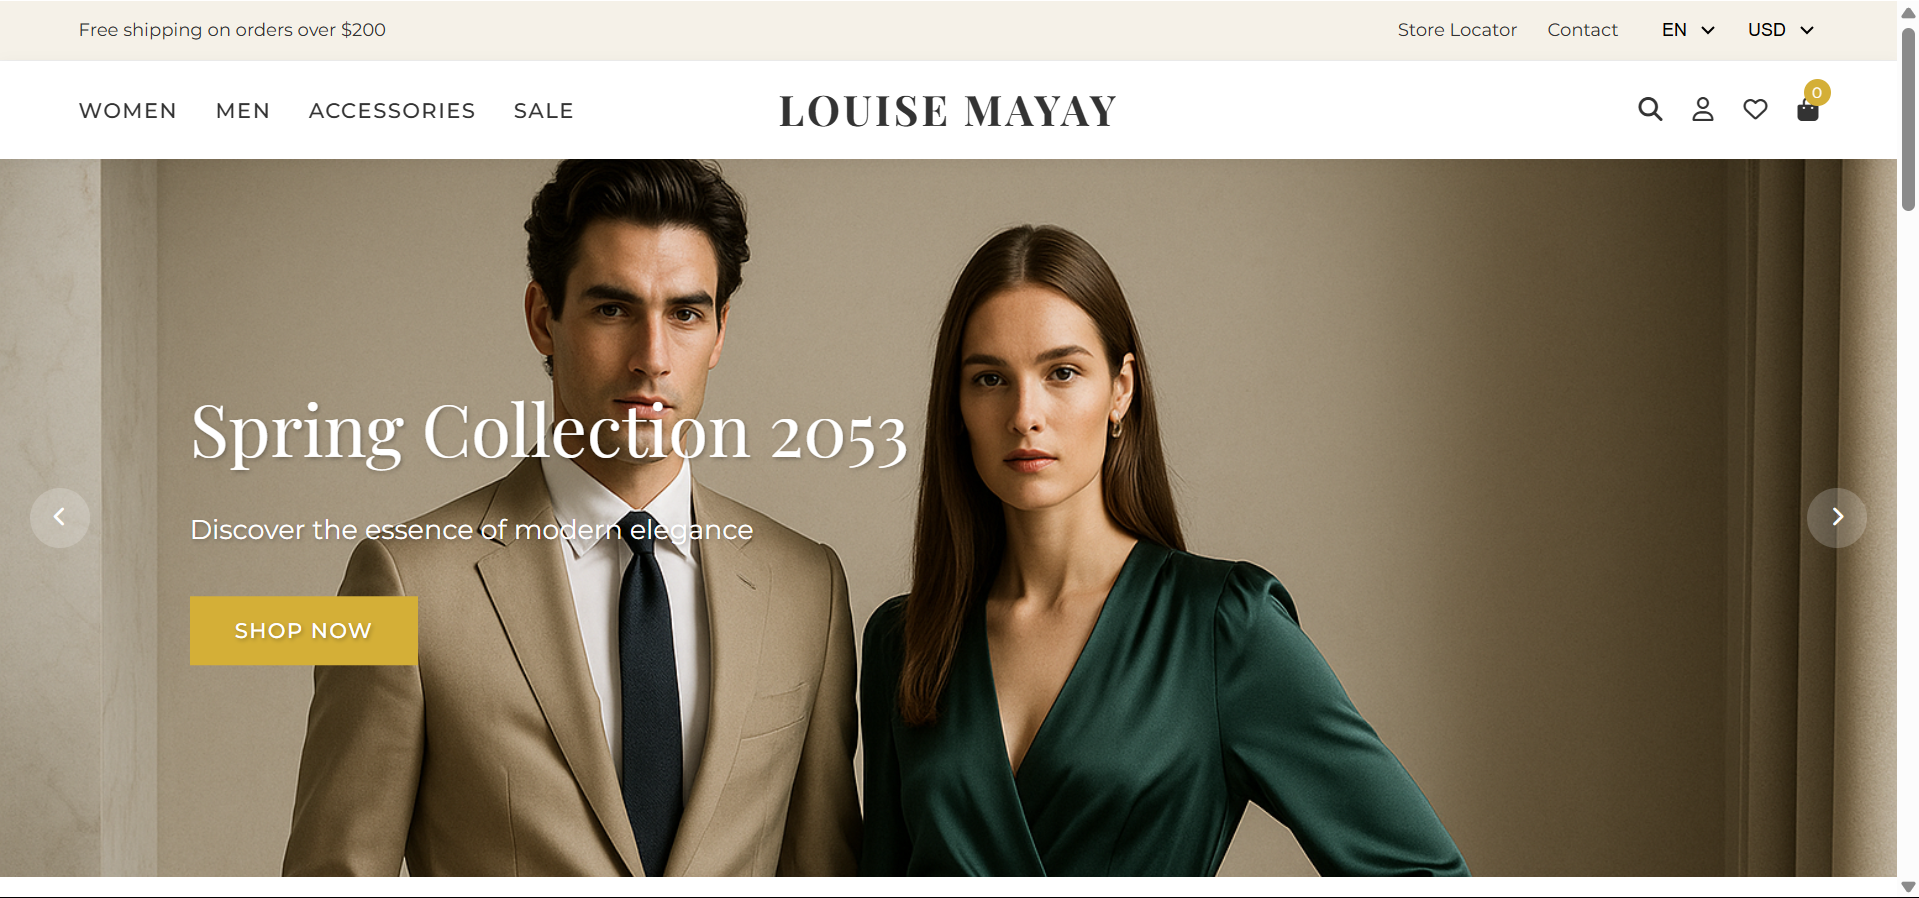 Free shipping on orders over $200
Store Locator Contact EN USD
WOMEN MEN ACCESSORIES SALE
LOUISE MAYAY
0
Spring Collection 2053
Discover the essence of modern elegance
SHOP NOW